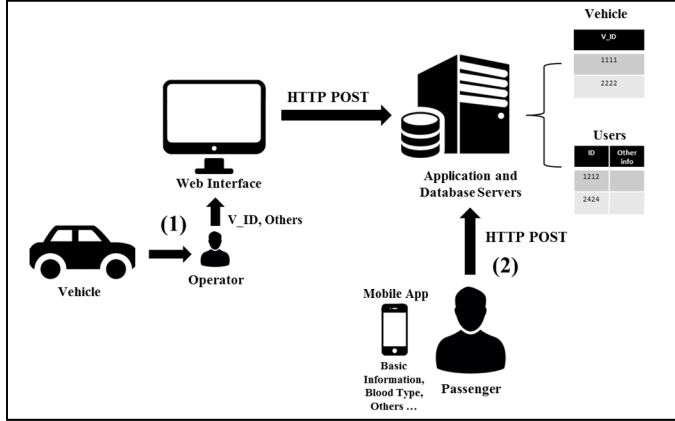 Vehicle
V_ID
1111
2222
HTTP POST
Users
ID Other
info
1212
2424
Web Interface
Application and
Database Servers
(1)
V_ID, Others
HTTP POST
(2)
Operator
Vehicle
Mobile App
Basic
Information,
Blood Type,
Others ...
Passenger